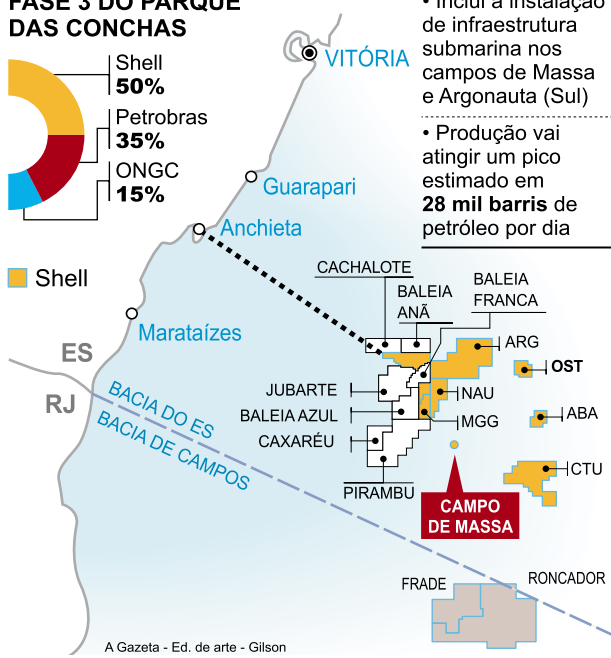 FASE 3 DO PARQUE
DAS CONCHAS
Shell
50%
Petrobras
35%
ONGC
15%
Shell
• Inclui a instalação
de infraestrutura
submarina nos
campos de Massa
e Argonauta (Sul)
• Produção vai
atingir um pico
estimado em
28 mil barris de
petróleo por dia
VITÓRIA
Guarapari
Anchieta
Marataízes
ES
RJ
BACIA DO ES
BACIA DE CAMPOS
CACHALOTE
BALEIA
ANÃ
BALEIA
FRANCA
ARG
OST
JUBARTE
NAU
BALEIA AZUL
MGG
ABA
CAXARÉU
PIRAMBU
CTU
CAMPO
DE MASSA
FRADE
RONCADOR
A Gazeta - Ed. de arte - Gilson